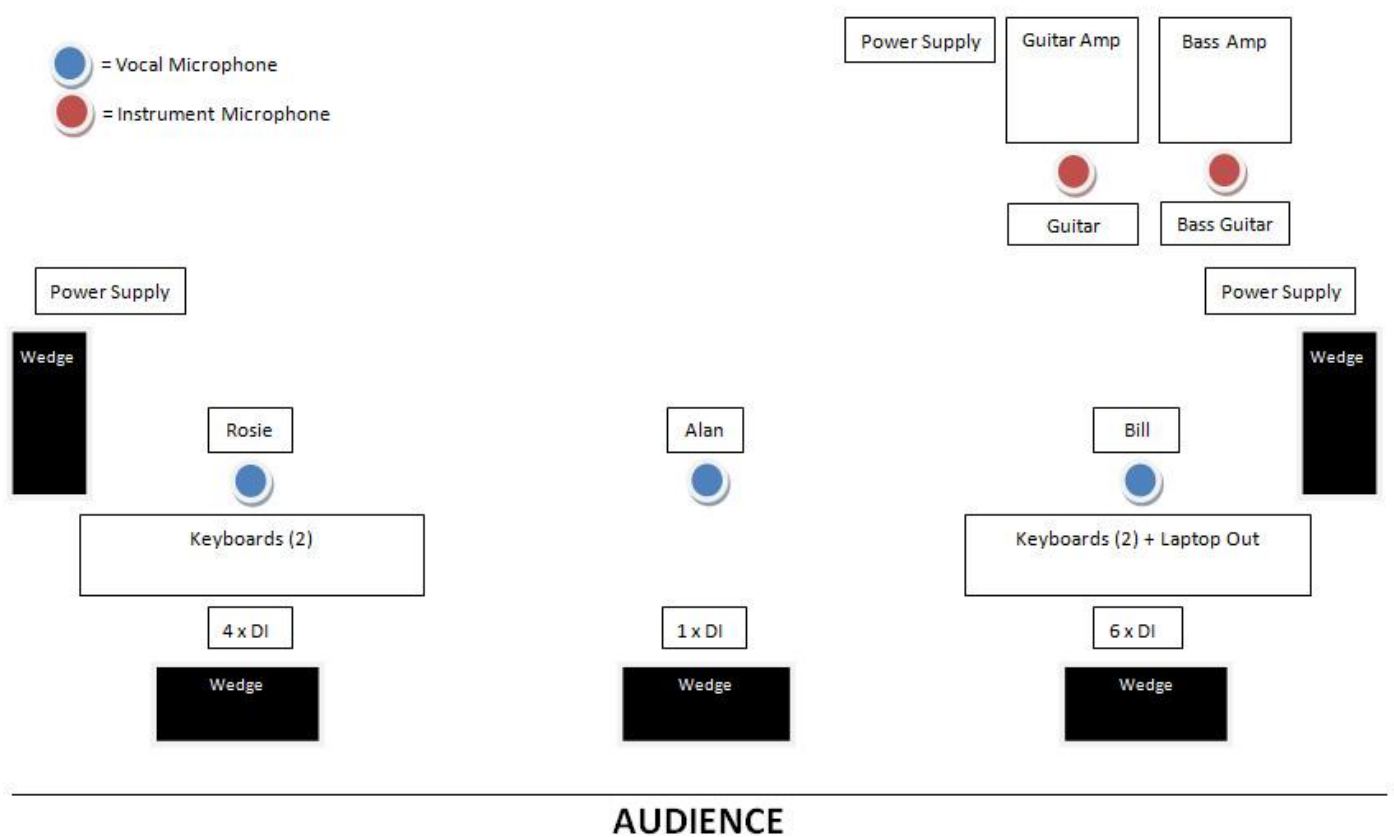 = Vocal Microphone
= Instrument Microphone
Power Supply
Guitar Amp
Bass Amp
Guitar
Bass Guitar
Power Supply
Power Supply
Wedge
Wedge
Rosie
Alan
Bill
Keyboards (2)
Keyboards (2) + Laptop Out
4 x DI
1 x DI
6 x DI
Wedge
Wedge
Wedge
AUDIENCE